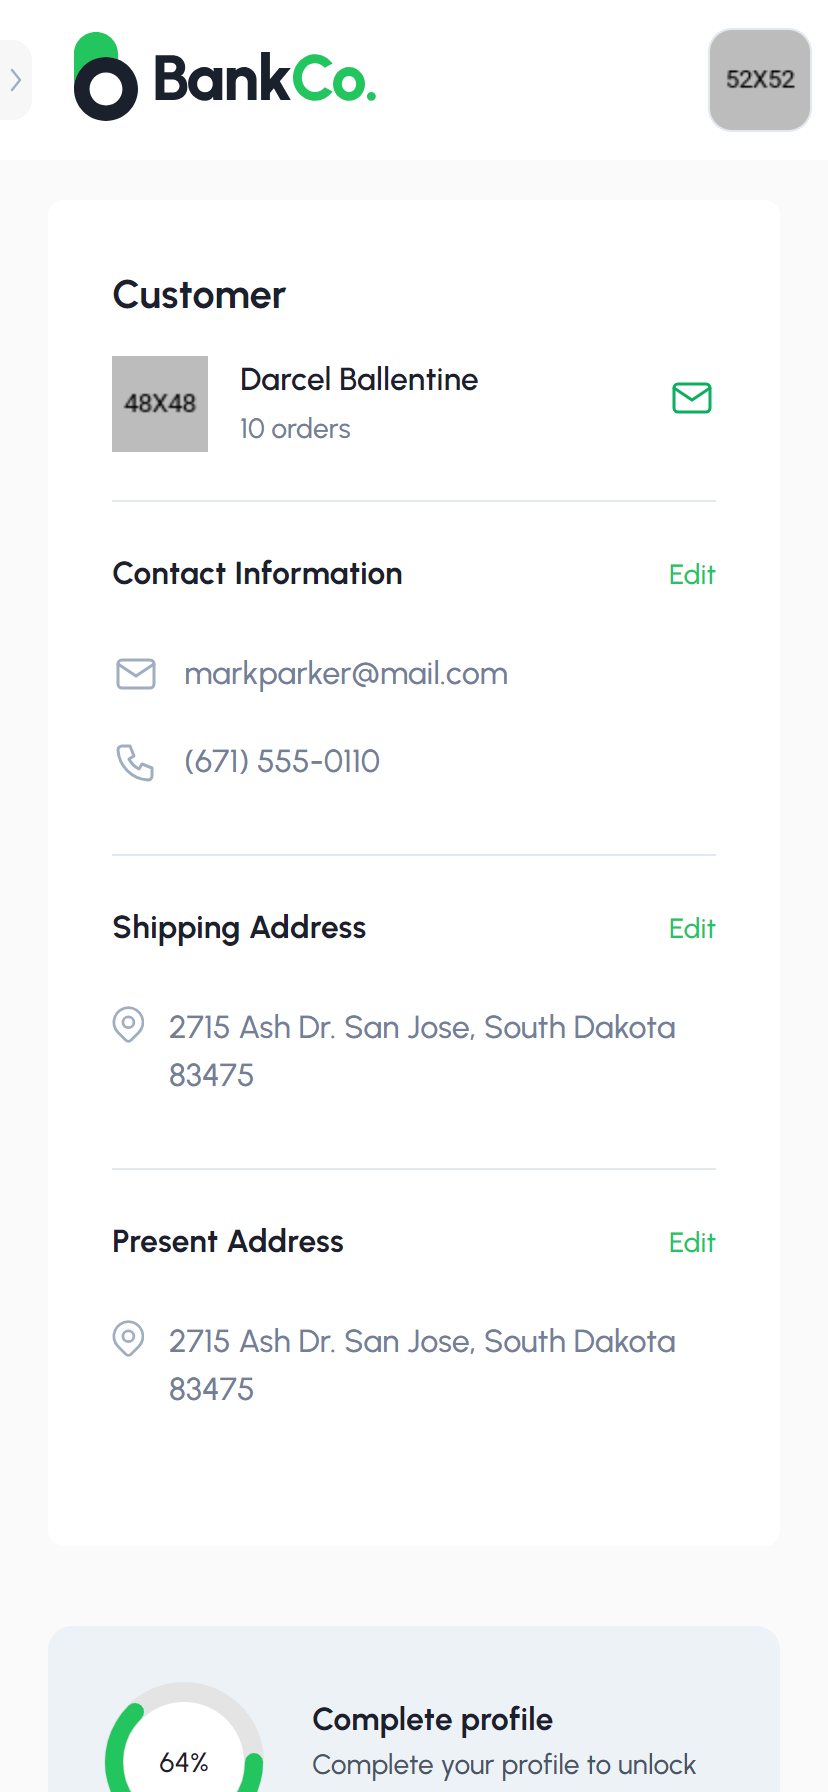 BankCo.
52X52
Customer
48X48
Darcel Ballentine
10 orders
Contact Information
Edit
markparker@mail.com
(671) 555-0110
Shipping Address
Edit
2715 Ash Dr. San Jose, South Dakota
83475
Present Address
Edit
2715 Ash Dr. San Jose, South Dakota
83475
64%
Complete profile
Complete your profile to unlock